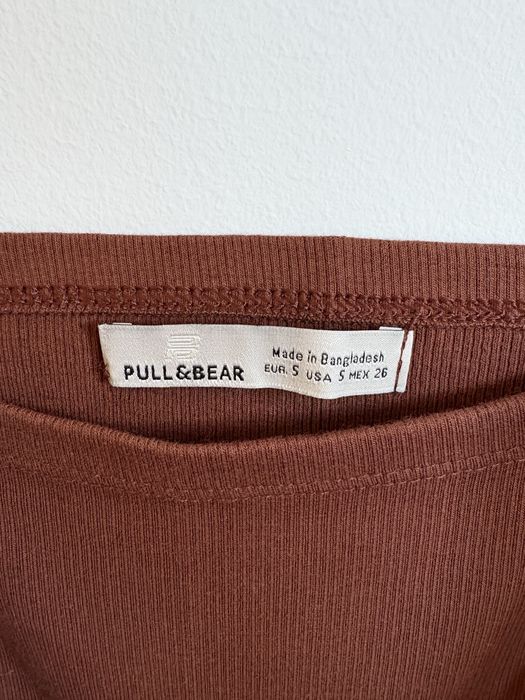 PULL&BEAR
Made in Bangladesh
EUR. S USA S MEX 26